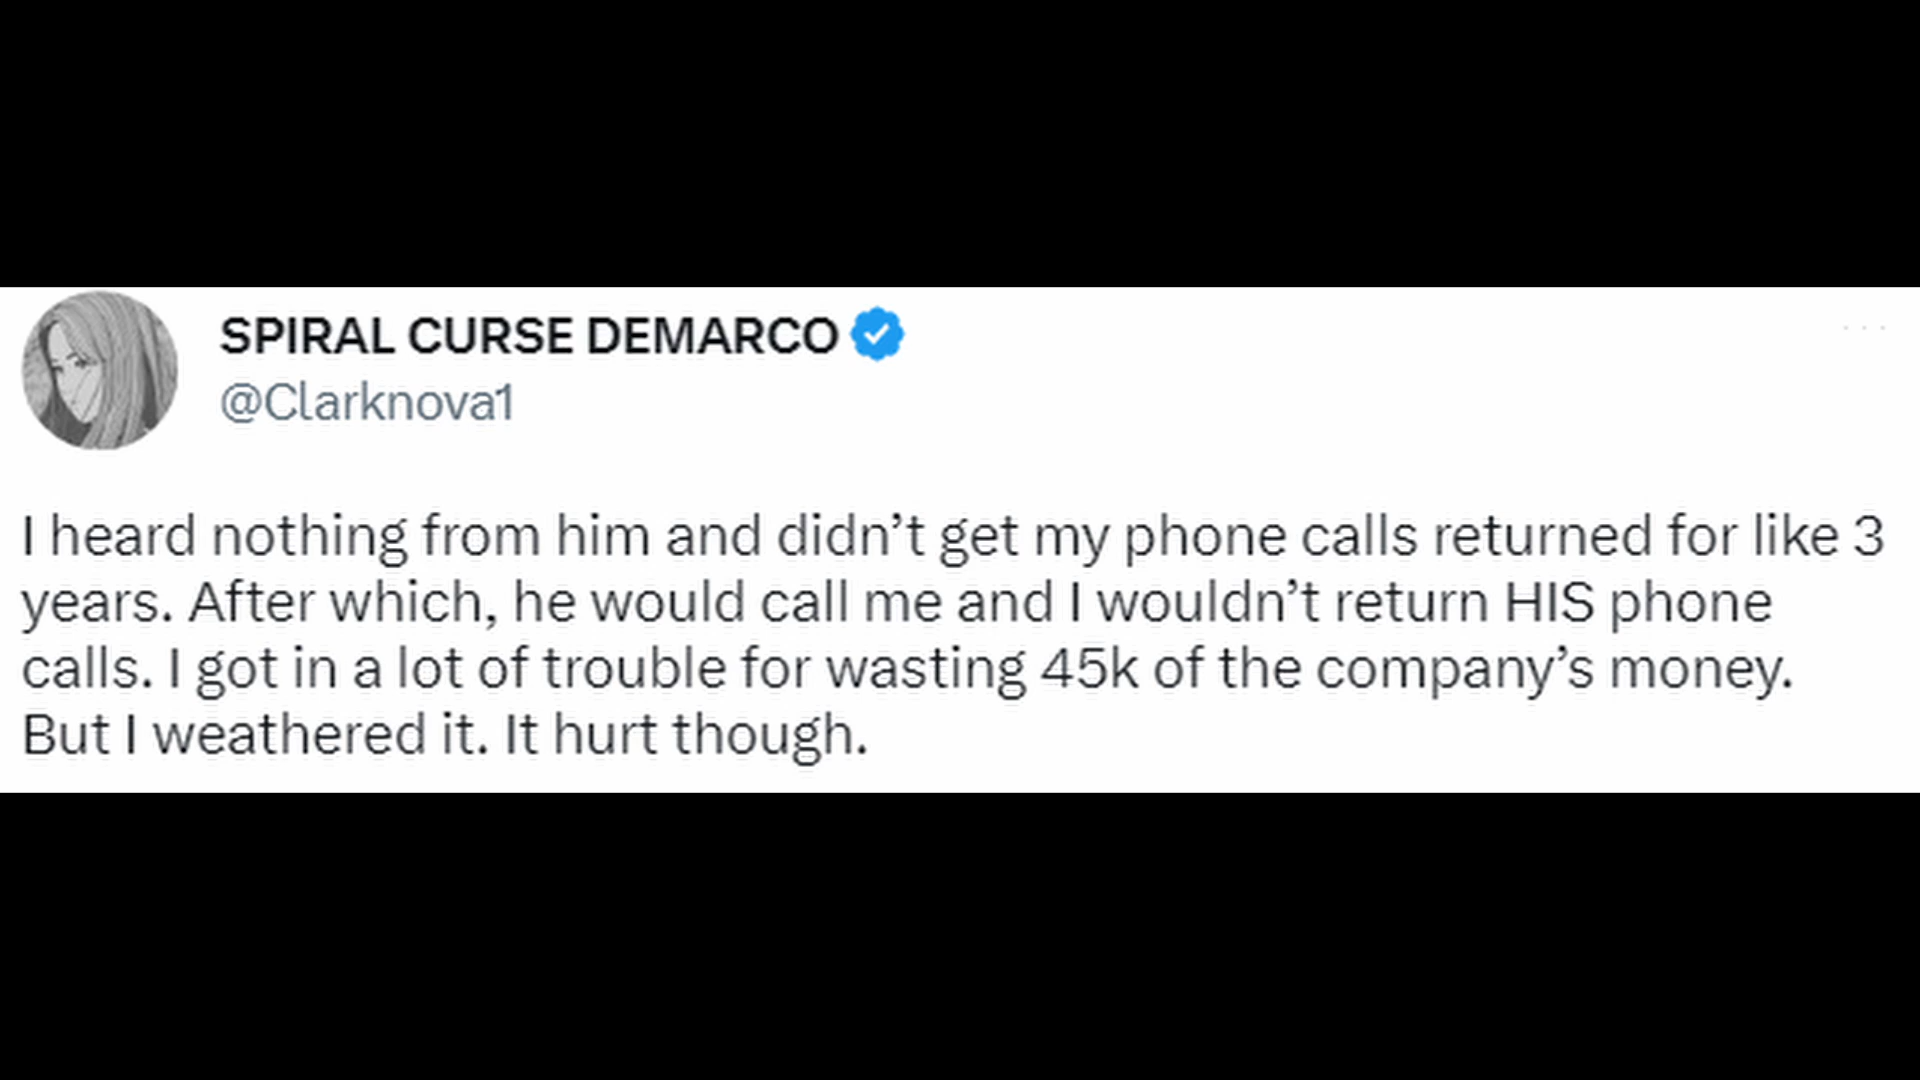 SPIRAL CURSE DEMARCO
@Clarknova1
I heard nothing from him and didn’t get my phone calls returned for like 3
years. After which, he would call me and I wouldn’t return HIS phone
calls. I got in a lot of trouble for wasting 45k of the company’s money.
But I weathered it. It hurt though.